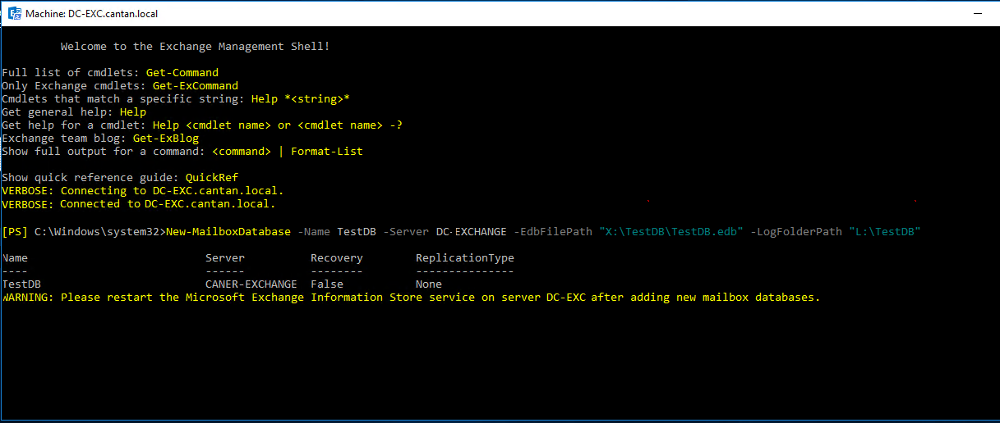 Machine: DC-EXC.cantan.local
Welcome to the Exchange Management Shell!
Full list of cmdlets: Get-Command
Only Exchange cmdlets: Get-ExCommand
Cmdlets that match a specific string: Help *<string>*
Get general help: Help
Get help for a cmdlet: Help <cmdlet name> or <cmdlet name> -?
Exchange team blog: Get-ExBlog
Show full output for a command: <command> | Format-List
Show quick reference guide: QuickRef
VERBOSE: Connecting to DC-EXC.cantan.local.
VERBOSE: Connected to DC-EXC.cantan.local.
[PS] C:\Windows\system32>New-MailboxDatabase -Name TestDB -Server DC-EXCHANGE -EdbFilePath "X:\TestDB\TestDB.edb" -LogFolderPath "L:\TestDB"
Name Server Recovery ReplicationType
---- ------ -------- ---------------
TestDB CANER-EXCHANGE False None
WARNING: Please restart the Microsoft Exchange Information Store service on server DC-EXC after adding new mailbox databases.